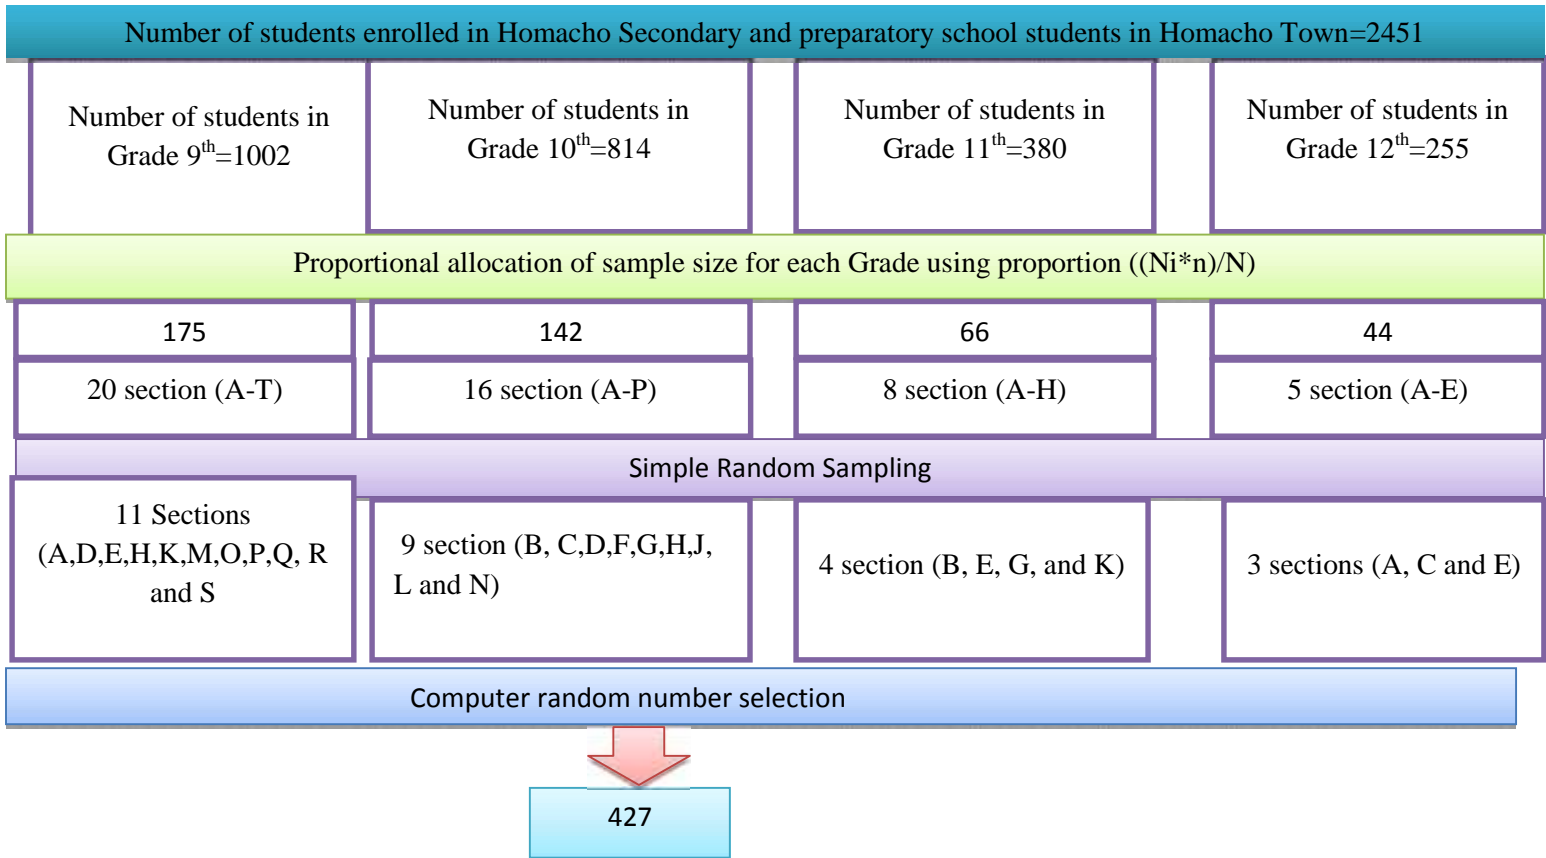 Number of students enrolled in Homacho Secondary and preparatory school students in Homacho Town=2451
Number of students in
Grade 9th=1002
Number of students in
Grade 10th=814
Number of students in
Grade 11th=380
Number of students in
Grade 12th=255
Proportional allocation of sample size for each Grade using proportion ((Ni*n)/N)
175
142
66
44
20 section (A-T)
16 section (A-P)
8 section (A-H)
5 section (A-E)
Simple Random Sampling
11 Sections
(A,D,E,H,K,M,O,P,Q, R
and S
9 section (B, C,D,F,G,H,J,
L and N)
4 section (B, E, G, and K)
3 sections (A, C and E)
Computer random number selection
427